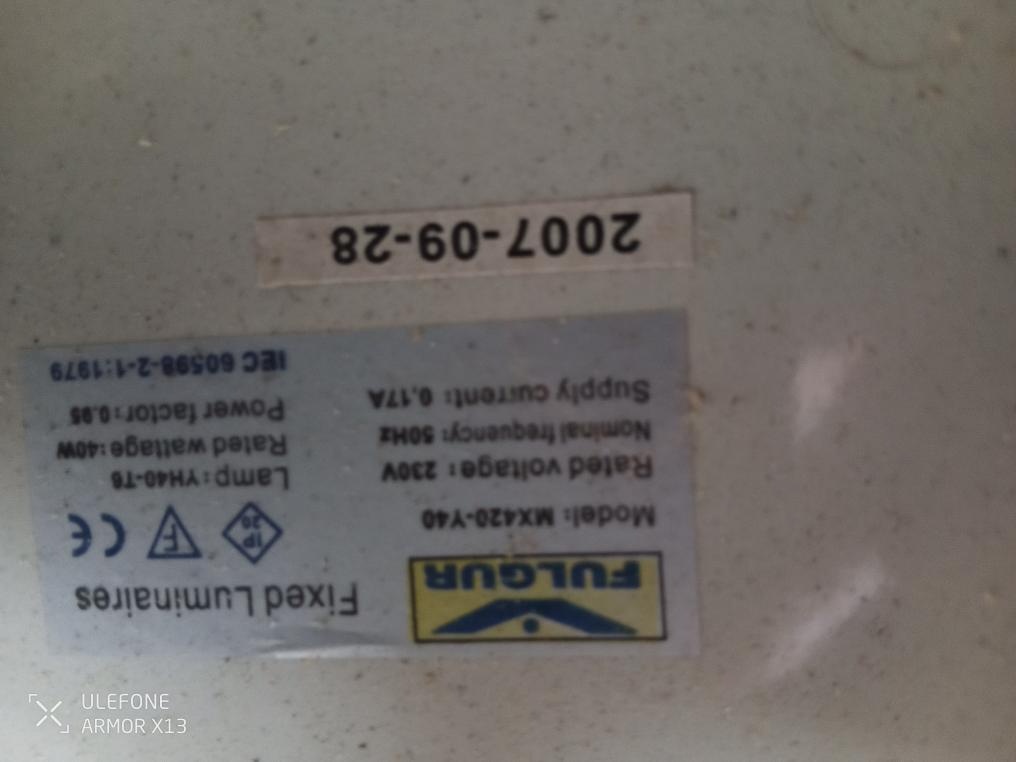 FULGUR
Fixed Luminaires
IP
20
F
CE
Model: MX420-Y40
Rated voltage: 230V
Nominal frequency: 50Hz
Supply current: 0.17A
Lamp: YH40-T6
Rated wattage: 40W
Power factor: 0.95
IEC 60598-2-1:1979
2007-09-28
ULEFONE
ARMOR X13